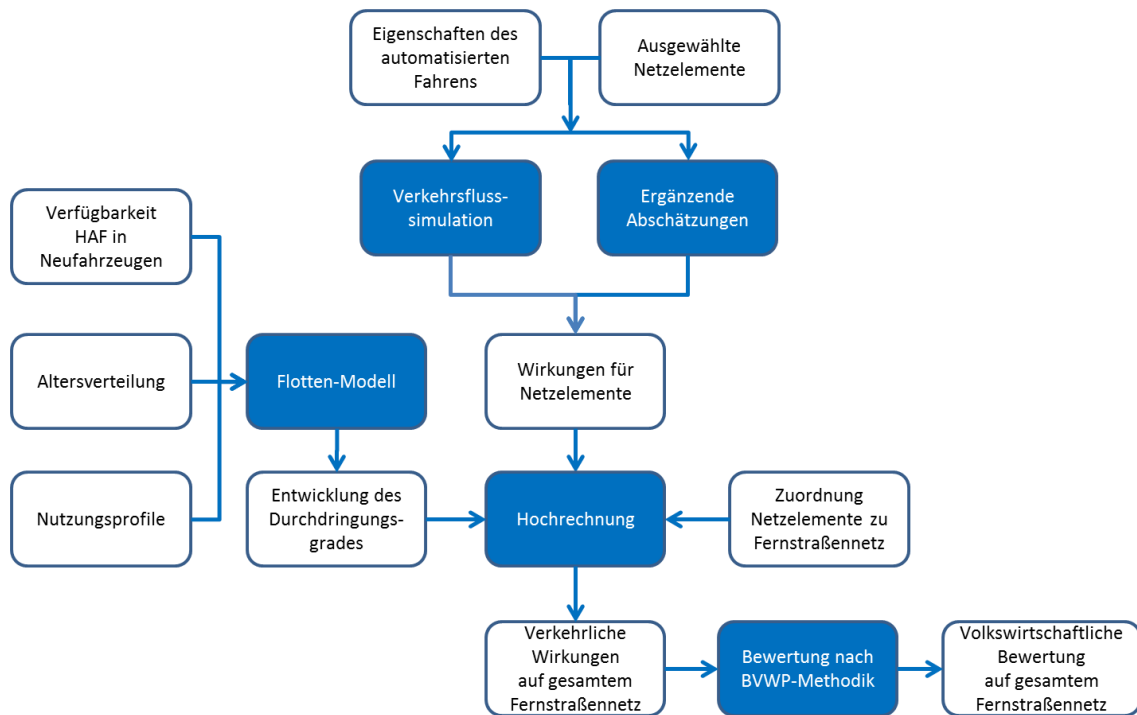 Eigenschaften des
automatisierten
Fahrens
Ausgewählte
Netzelemente
Verkehrsfluss-
simulation
Ergänzende
Abschätzungen
Verfügbarkeit
HAF in
Neufahrzeugen
Altersverteilung
Flotten-Modell
Wirkungen für
Netzelemente
Nutzungsprofile
Entwicklung des
Durchdringungs-
grades
Hochrechnung
Zuordnung
Netzelemente zu
Fernstraßennetz
Verkehrliche
Wirkungen
auf gesamtem
Fernstraßennetz
Bewertung nach
BVWP-Methodik
Volkswirtschaftliche
Bewertung
auf gesamtem
Fernstraßennetz